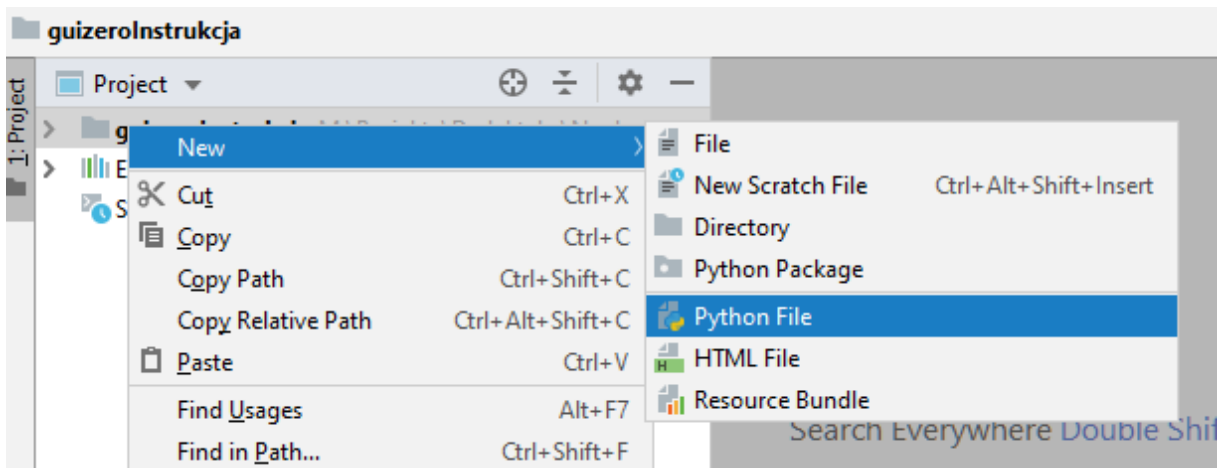 guizeroInstrukcja
1: Project
Project
New
Cut Ctrl+X
Copy Ctrl+C
Copy Path Ctrl+Shift+C
Copy Relative Path Ctrl+Alt+Shift+C
Paste Ctrl+V
Find Usages Alt+F7
Find in Path... Ctrl+Shift+F
File
New Scratch File Ctrl+Alt+Shift+Insert
Directory
Python Package
Python File
HTML File
Resource Bundle
Search Everywhere Double Shif